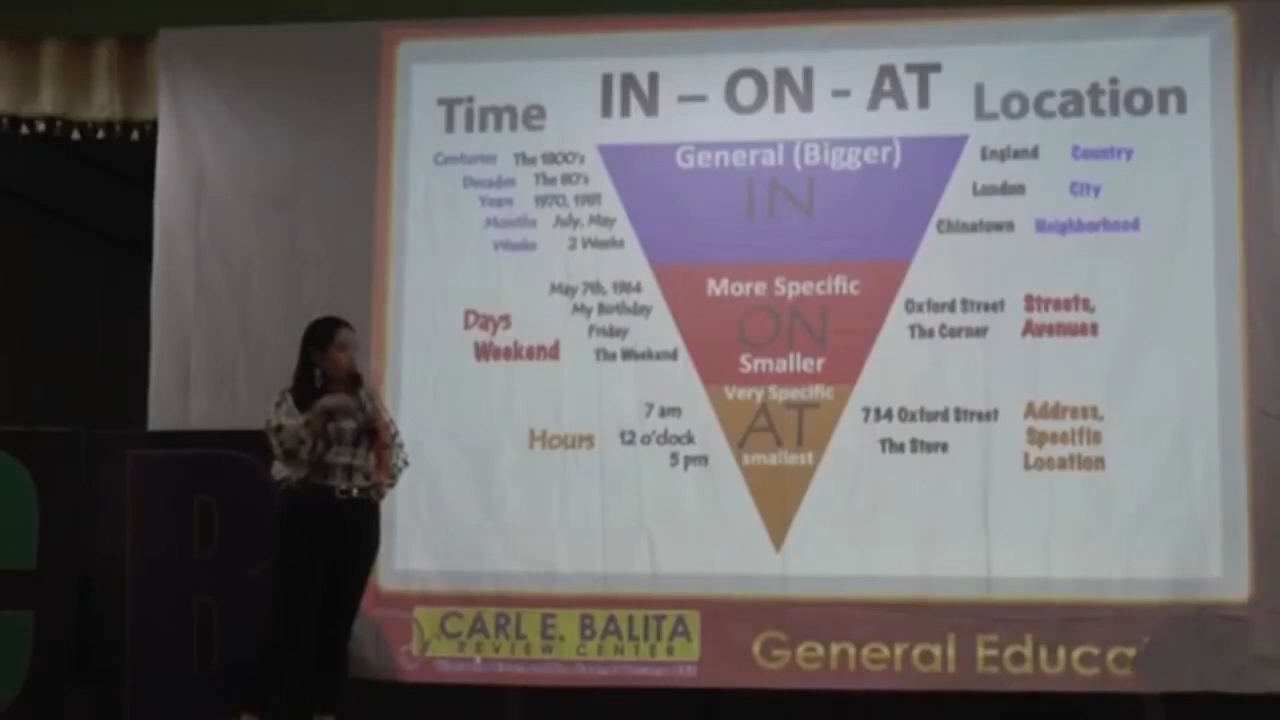 IN – ON - AT
Time
Location
Centuries The 1800's
Decades The 80's
Years 1970, 1981
Months July, May
Weeks 2 Weeks
General (Bigger)
IN
England Country
London City
Chinatown Neighborhood
May 7th, 1964
My Birthday
Friday
The Weekend
Days
Weekend
More Specific
ON
Smaller
Oxford Street
The Corner
Streets,
Avenues
7 am
Hours 12 o'clock
5 pm
Very Specific
AT
smallest
734 Oxford Street
The Store
Address,
Specific
Location
CARL E. BALITA
REVIEW CENTER
General Educa
C B